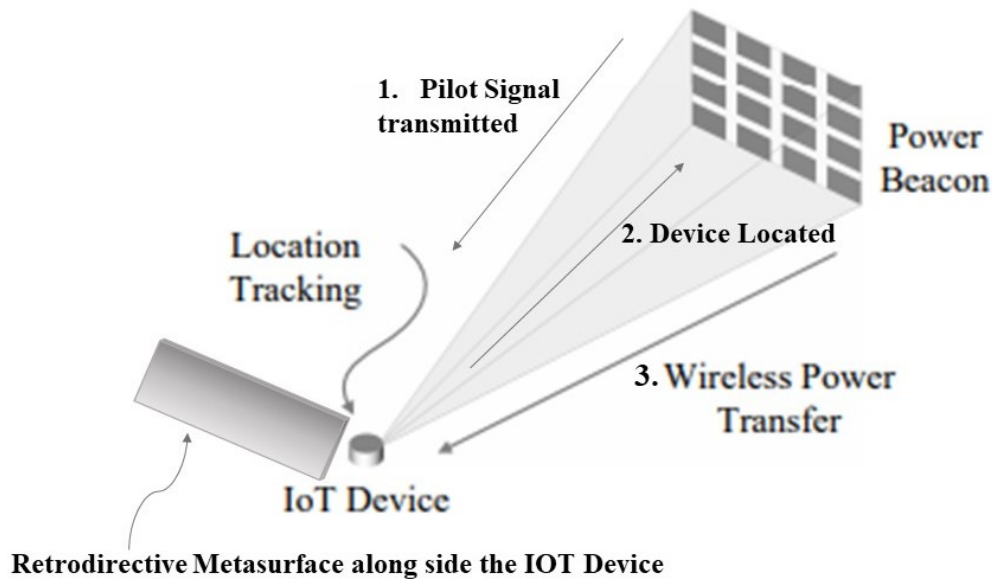 1. Pilot Signal
transmitted
Power
Beacon
2. Device Located
Location
Tracking
3. Wireless Power
Transfer
IoT Device
Retrodirective Metasurface along side the IOT Device